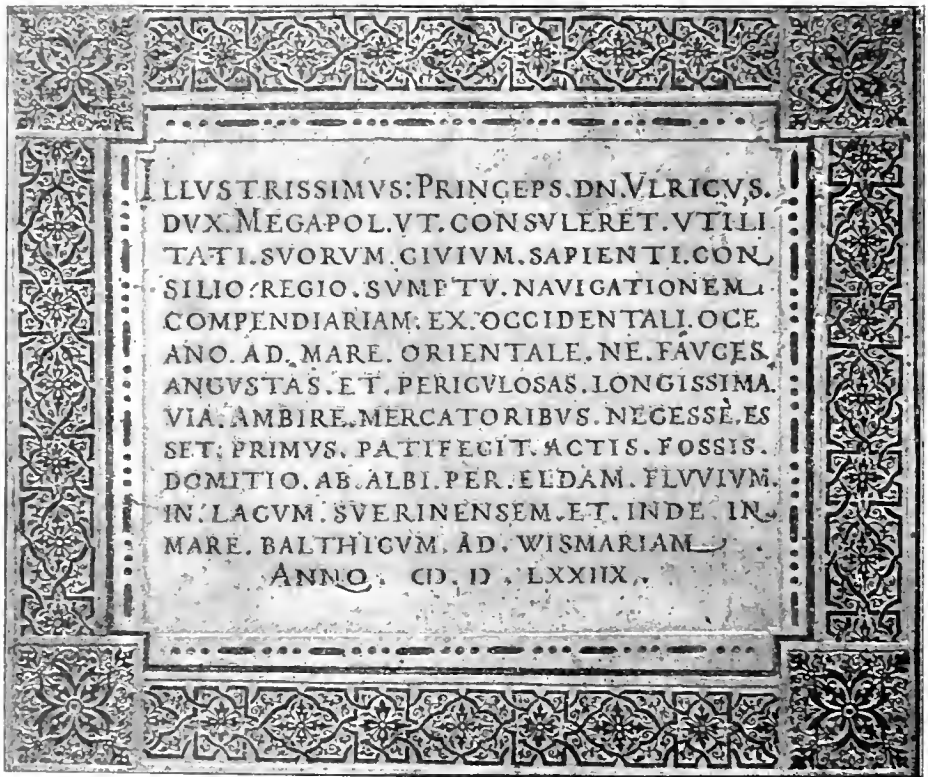 ILLVSTRISSIMVS: PRINCEPS. DN. VLRICVS.
DVX. MEGAPOL. VT. CONSVLERET. VTILI
TATI. SVORVM. CIVIVM. SAPIENTI. CON
SILIO. REGIO. SVMPTV. NAVIGATIONEM.
COMPENDIARIAM. EX. OCCIDENTALI. OCE
ANO. AD. MARE. ORIENTALE. NE. FAVCES.
ANGVSTAS. ET. PERICVLOSAS. LONGISSIMA
VIA. AMBIRE. MERCATORIBVS. NECESSE. ES
SET. PRIMVS. PATIFECIT. ACTIS. FOSSIS.
DOMITIO. AB. ALBI. PER. ELDAM. FLVVIVM.
IN. LACVM. SVERINENSEM. ET. INDE. IN
MARE. BALTHICVM. AD. WISMARIAM.
ANNO. CIↃ. IↃ. LXXIIX.